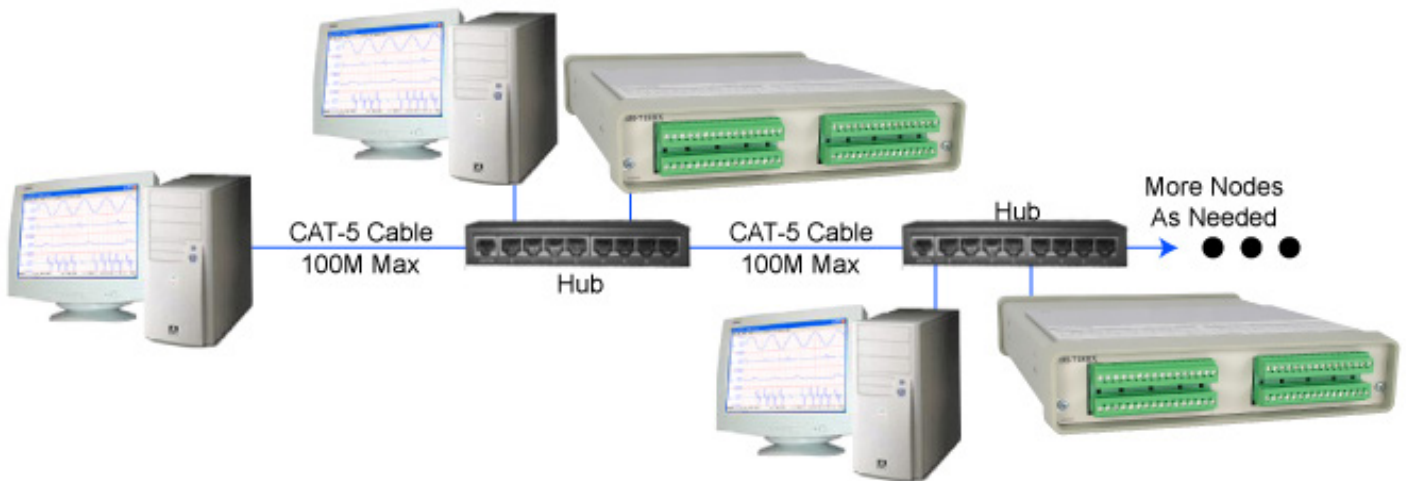 CAT-5 Cable
100M Max
Hub
CAT-5 Cable
100M Max
Hub
More Nodes
As Needed